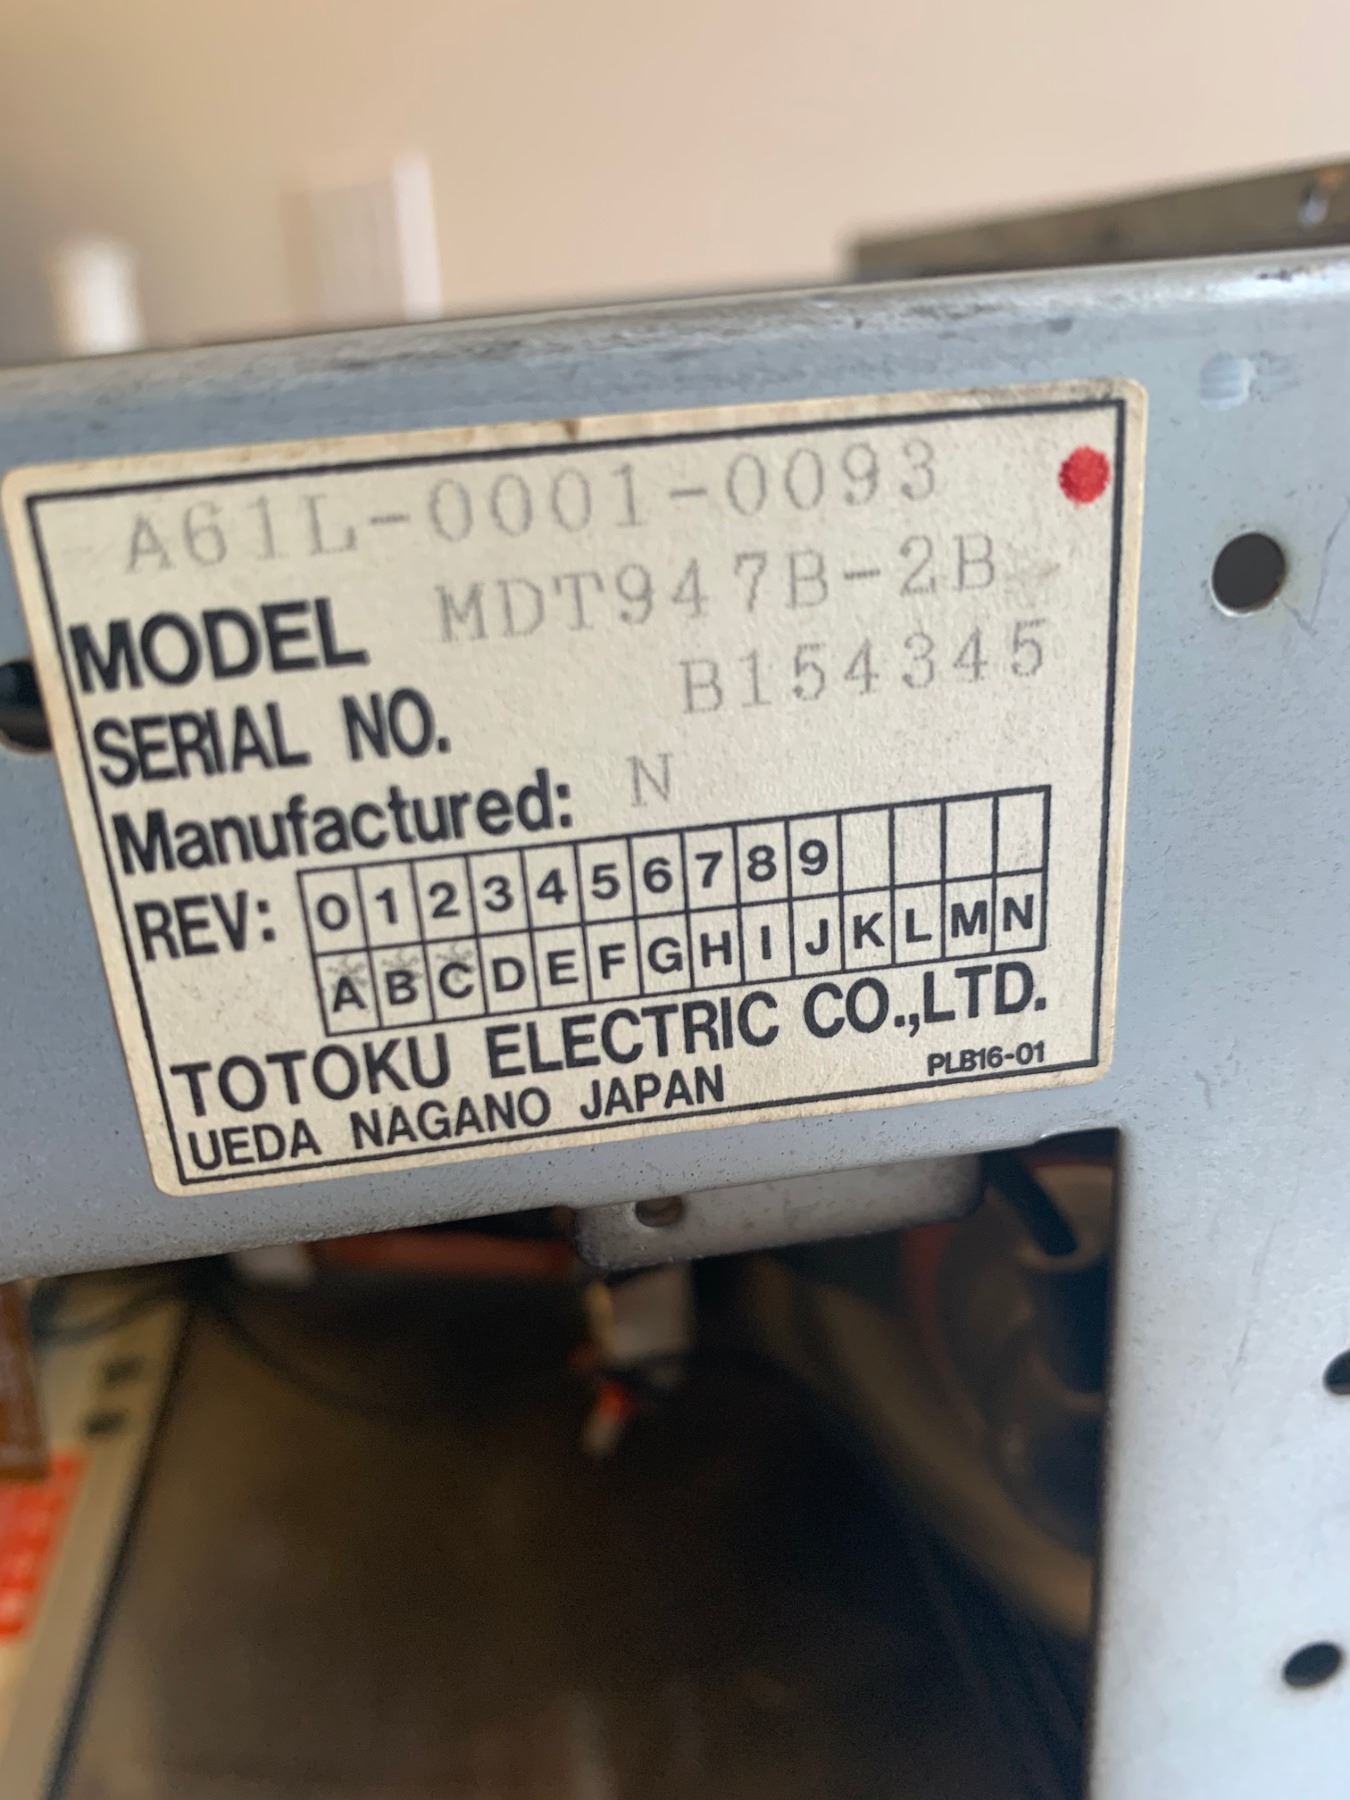 A61L-0001-0093
MODEL MDT947B-2B
SERIAL NO. B154345
Manufactured: N
REV: 0 1 2 3 4 5 6 7 8 9
A B C D E F G H I J K L M N
TOTOKU ELECTRIC CO.,LTD.
UEDA NAGANO JAPAN PLB16-01